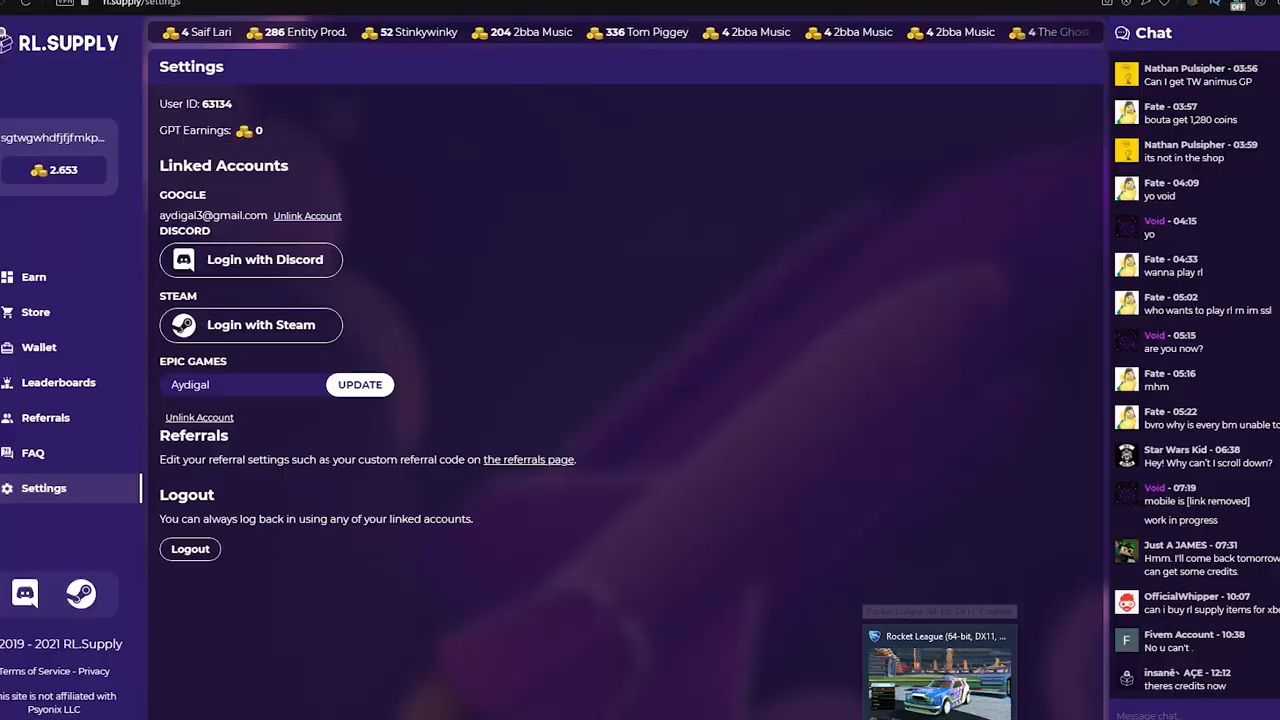 rl.supply/settings
VPN
OFF
RL.SUPPLY
4 Saif Lari 286 Entity Prod. 52 Stinkywinky 204 2bba Music 336 Tom Piggey 4 2bba Music 4 2bba Music 4 2bba Music 4 The Ghost
Chat
Settings
User ID: 63134
GPT Earnings: 0
Linked Accounts
GOOGLE
aydigal3@gmail.com Unlink Account
DISCORD
Login with Discord
STEAM
Login with Steam
EPIC GAMES
Aydigal UPDATE
Unlink Account
Referrals
Edit your referral settings such as your custom referral code on the referrals page.
Logout
You can always log back in using any of your linked accounts.
Logout
sgtwgwhdfjfjfmkp...
2.653
Earn
Store
Wallet
Leaderboards
Referrals
FAQ
Settings
2019 - 2021 RL.Supply
Terms of Service - Privacy
his site is not affiliated with
Psyonix LLC
Rocket League (64-bit, DX11, ...
Nathan Pulsipher - 03:56
Can I get TW animus GP
Fate - 03:57
bouta get 1,280 coins
Nathan Pulsipher - 03:59
its not in the shop
Fate - 04:09
yo void
Void - 04:15
yo
Fate - 04:33
wanna play rl
Fate - 05:02
who wants to play rl rn im ssl
Void - 05:15
are you now?
Fate - 05:16
mhm
Fate - 05:22
bvro why is every bm unable to
Star Wars Kid - 06:38
Hey! Why can't I scroll down?
Void - 07:19
mobile is [link removed]
work in progress
Just A JAMES - 07:31
Hmm. I'll come back tomorrow
can get some credits.
OfficialWhipper - 10:07
can i buy rl supply items for xb
F
Fivem Account - 10:38
No u can't .
insanê· AÇE - 12:12
theres credits now
Message chat